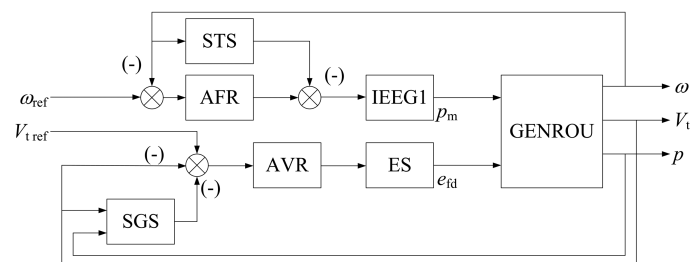 STS
(-)
(-)
ω_ref
AFR
IEEG1
p_m
GENROU
ω
V_t ref
V_t
(-)
AVR
ES
e_fd
p
(-)
SGS